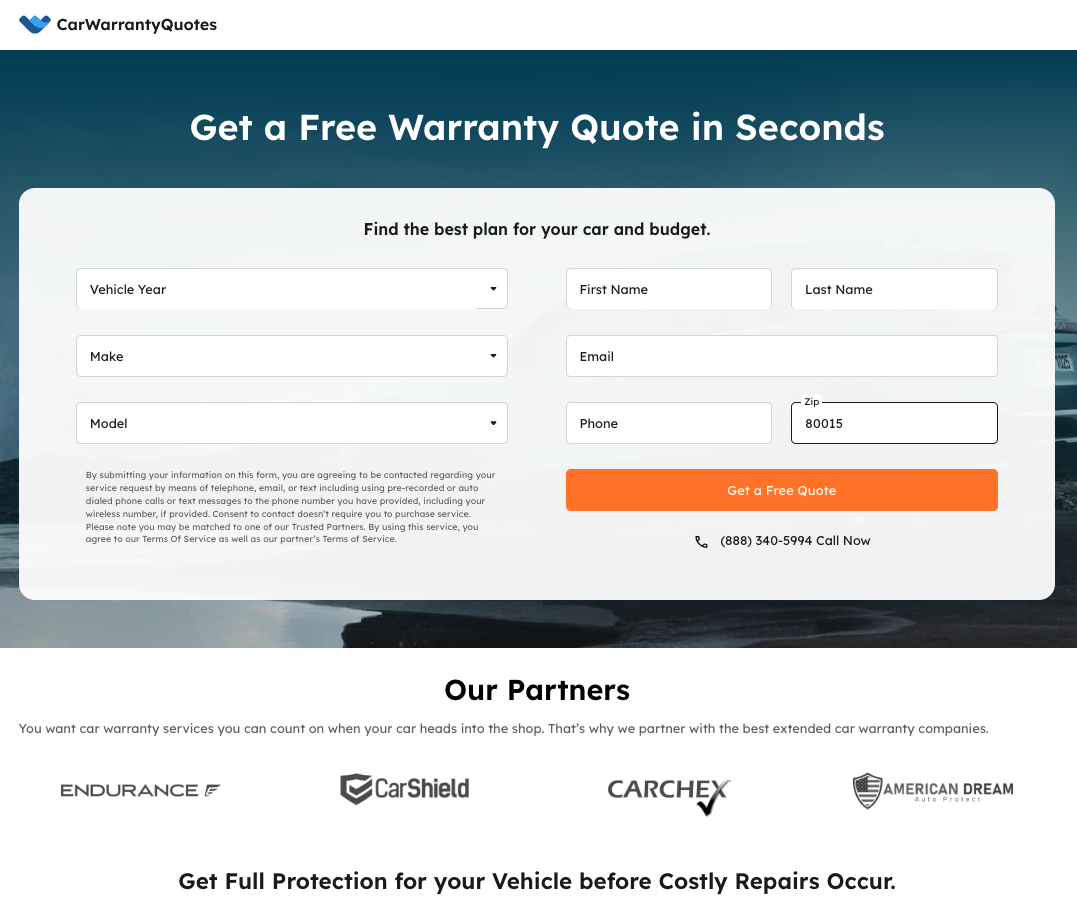 CarWarrantyQuotes
Get a Free Warranty Quote in Seconds
Find the best plan for your car and budget.
Vehicle Year
First Name
Last Name
Make
Email
Model
Phone
Zip
80015
By submitting your information on this form, you are agreeing to be contacted regarding your
service request by means of telephone, email, or text including using pre-recorded or auto
dialed phone calls or text messages to the phone number you have provided, including your
wireless number, if provided. Consent to contact doesn't require you to purchase service.
Please note you may be matched to one of our Trusted Partners. By using this service, you
agree to our Terms Of Service as well as our partner's Terms of Service.
Get a Free Quote
(888) 340-5994 Call Now
Our Partners
You want car warranty services you can count on when your car heads into the shop. That's why we partner with the best extended car warranty companies.
ENDURANCE
CarShield
CARCHEX
AMERICAN DREAM
Auto Protect
Get Full Protection for your Vehicle before Costly Repairs Occur.